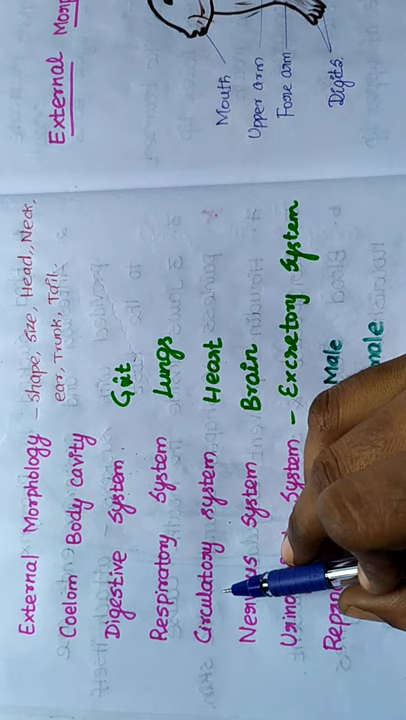 External Morp
Mouth
Upper arm
Fore arm
Digits
External Morphology - shape, size, Head, Neck,
ear, Trunk, Tail.
Coelom Body cavity
Digestive System Gut
Respiratory System Lungs
Circulatory System Heart
Nervous System Brain
System - Excretory System
Male
male